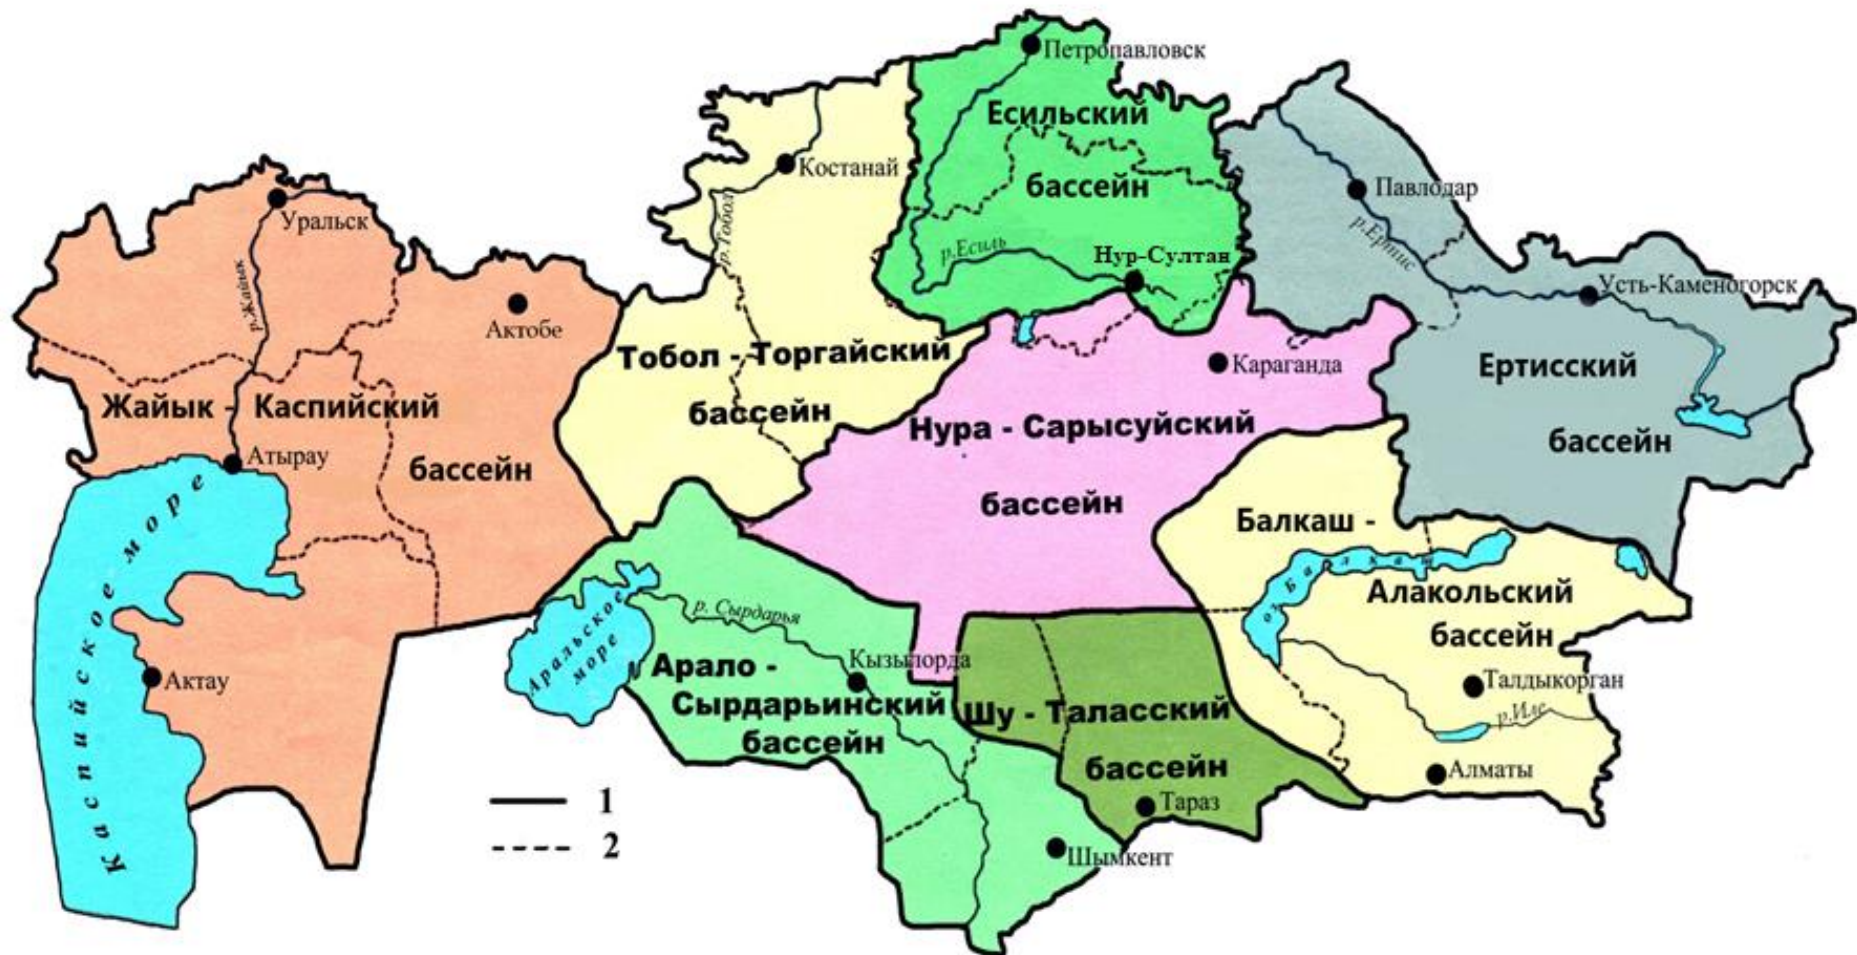 Петропавловск
Есильский
бассейн
Костанай
р.Тобол
Павлодар
р.Ертис
Уральск
р.Жайык
р.Есиль
Нур-Султан
Усть-Каменогорск
Актобе
Тобол - Торгайский
бассейн
Караганда
Ертисский
бассейн
Жайык - Каспийский
бассейн
Атырау
Нура - Сарысуйский
бассейн
Каспийское море
Балкаш -
Алакольский
бассейн
оз Балкаш
Аральское
море
р. Сырдарья
Кызылорда
Арало -
Сырдарьинский
бассейн
Шу - Таласский
бассейн
Актау
Талдыкорган
р.Иле
Алматы
Тараз
Шымкент
1
2